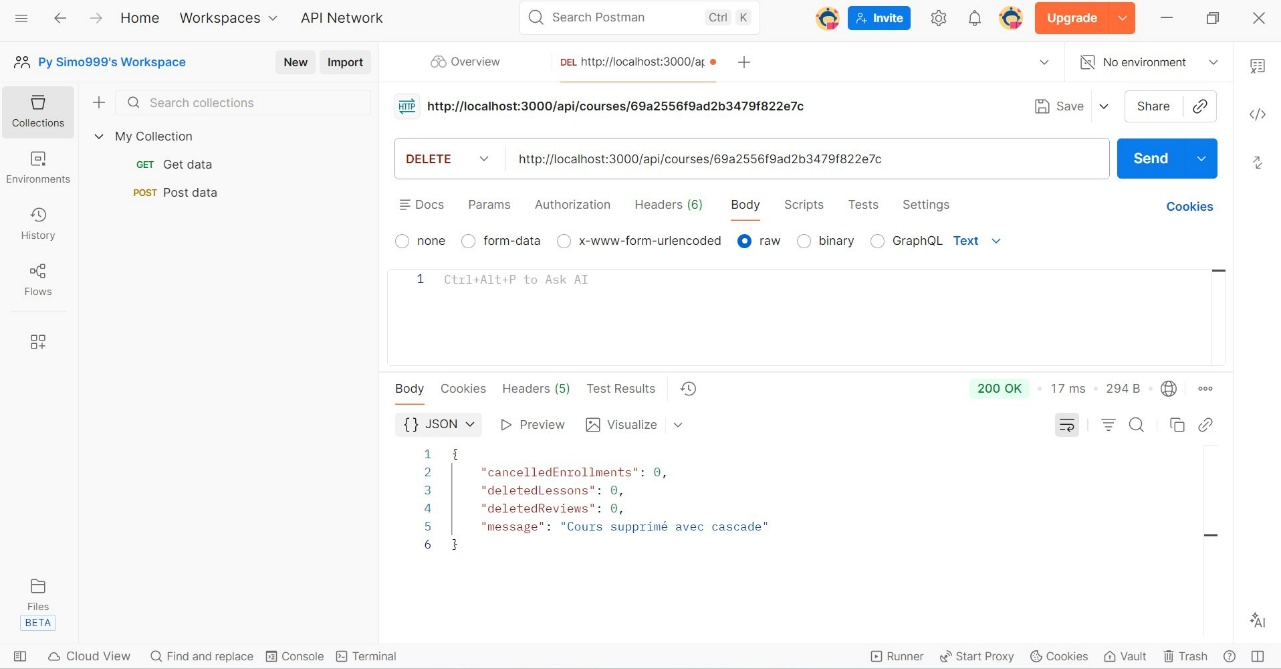 Home Workspaces API Network Search Postman Ctrl K Invite Upgrade
Py Simo999's Workspace New Import Overview DEL http://localhost:3000/ap No environment
Collections
Search collections
http://localhost:3000/api/courses/69a2556f9ad2b3479f822e7c Save Share
My Collection
GET Get data
POST Post data
Environments
History
Flows
Files
BETA
DELETE http://localhost:3000/api/courses/69a2556f9ad2b3479f822e7c Send
Docs Params Authorization Headers (6) Body Scripts Tests Settings Cookies
none form-data x-www-form-urlencoded raw binary GraphQL Text
1 Ctrl+Alt+P to Ask AI
Body Cookies Headers (5) Test Results 200 OK • 17 ms • 294 B •
{} JSON Preview Visualize
1 {
2 "cancelledEnrollments": 0,
3 "deletedLessons": 0,
4 "deletedReviews": 0,
5 "message": "Cours supprimé avec cascade"
6 }
AI
Cloud View Find and replace Console Terminal Runner Start Proxy Cookies Vault Trash